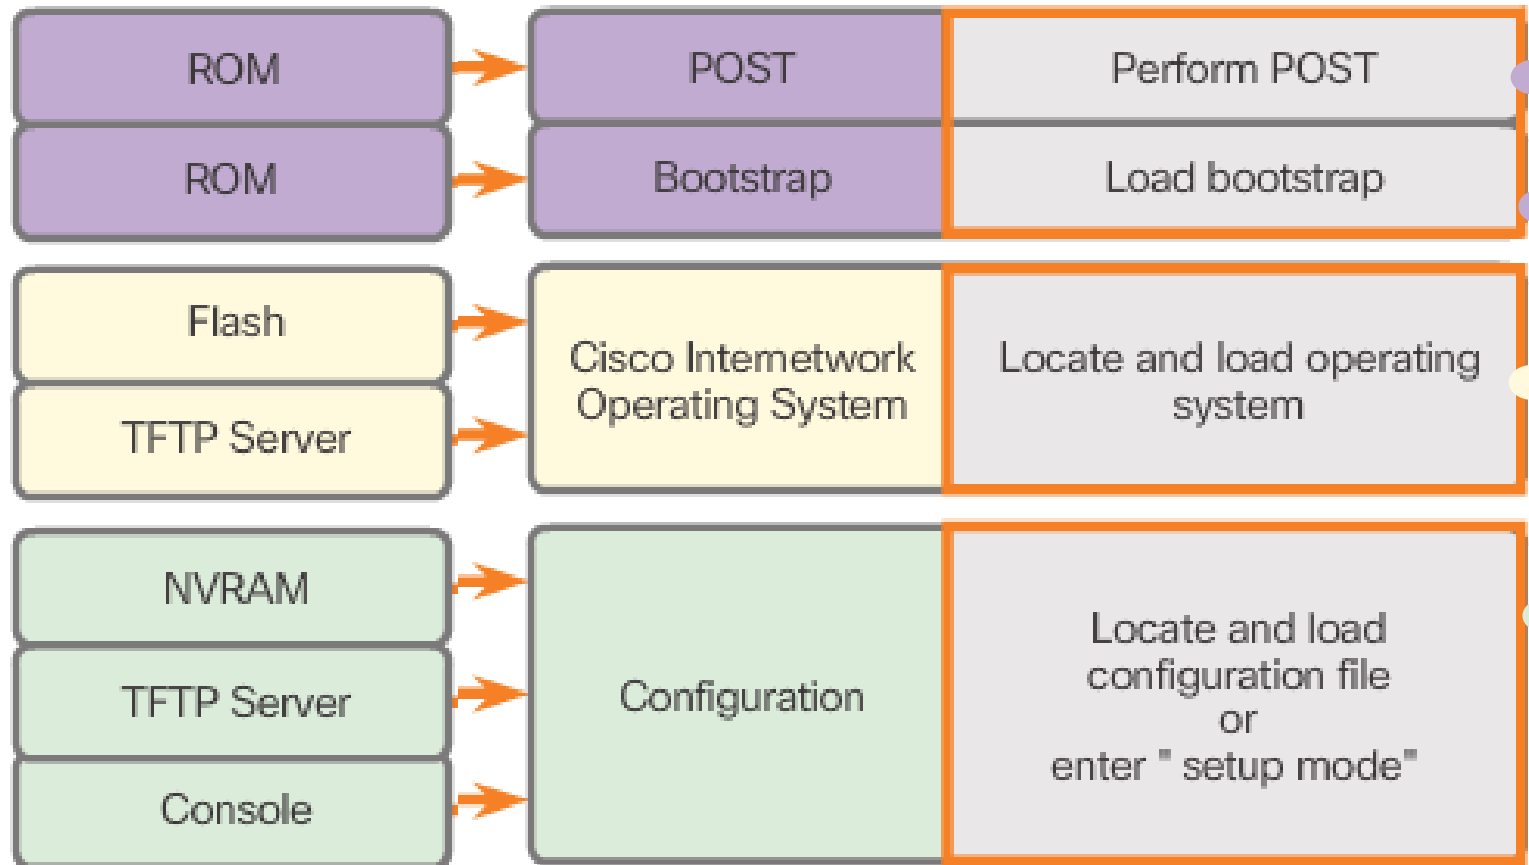 ROM
POST
Perform POST
ROM
Bootstrap
Load bootstrap
Flash
TFTP Server
Cisco Internetwork
Operating System
Locate and load operating
system
NVRAM
TFTP Server
Console
Configuration
Locate and load
configuration file
or
enter " setup mode"